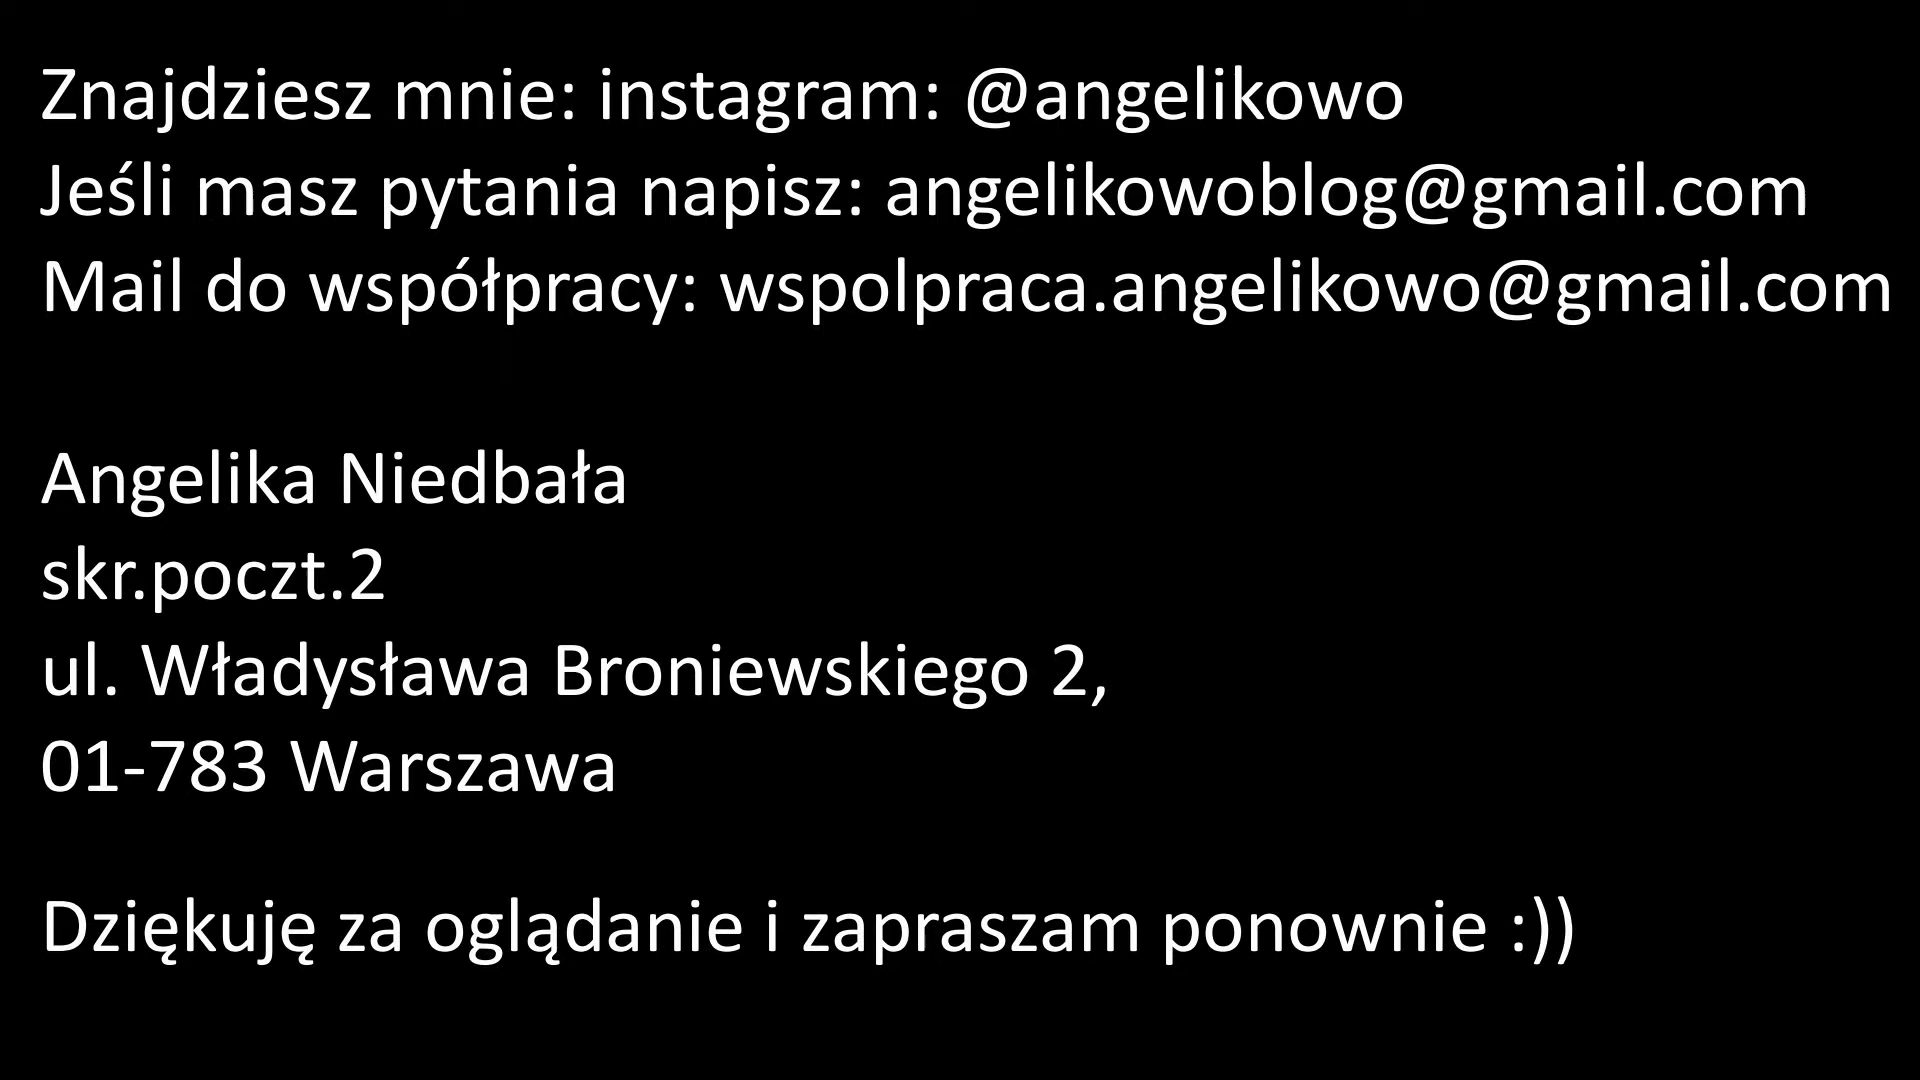 Znajdziesz mnie: instagram: @angelikowo
Jeśli masz pytania napisz: angelikowoblog@gmail.com
Mail do współpracy: wspolpraca.angelikowo@gmail.com
Angelika Niedbała
skr.poczt.2
ul. Władysława Broniewskiego 2,
01-783 Warszawa
Dziękuję za oglądanie i zapraszam ponownie :))